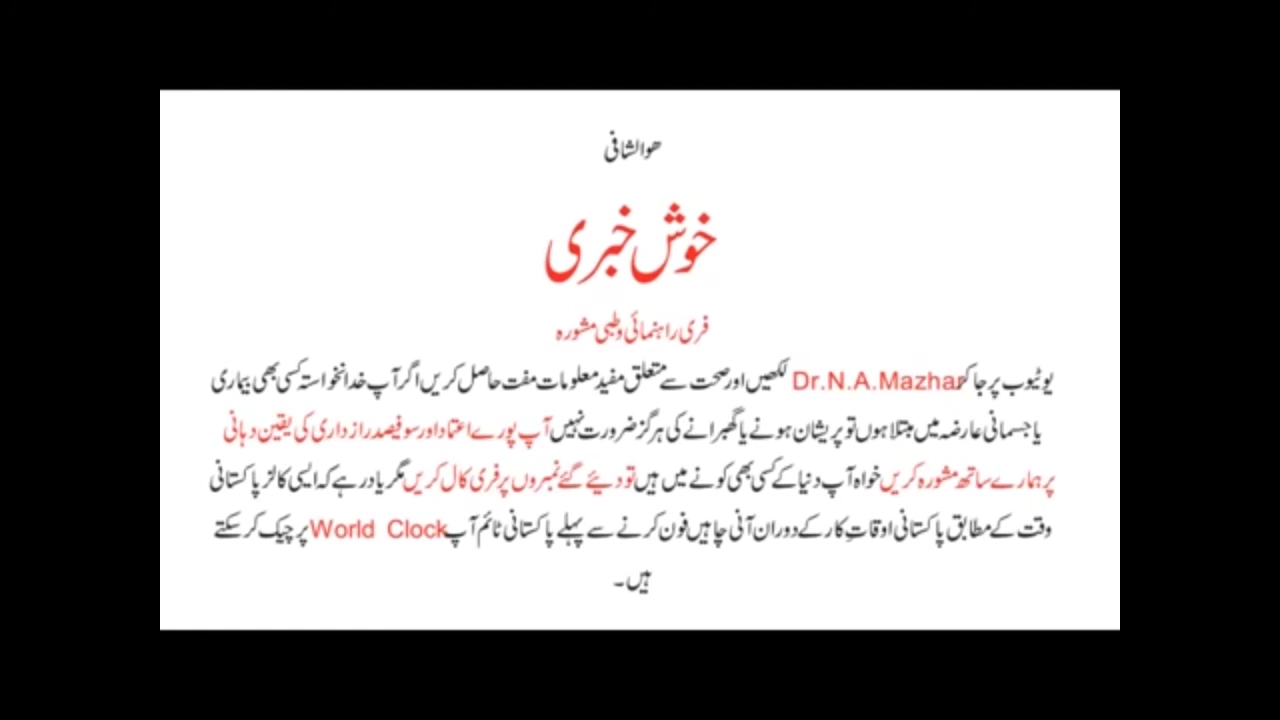 ھوالشافی
خوش خبری
فری راہنمائی وطبی مشورہ
یوٹیوب پر جا کر Dr.N.A.Mazhar لکھیں اور صحت سے متعلق مفید معلومات مفت حاصل کریں اگر آپ خدانخواستہ کسی بھی بیماری
یا جسمانی عارضہ میں مبتلا ہوں تو پریشان ہونے یا گھبرانے کی ہرگز ضرورت نہیں آپ پورے اعتماد اور سو فیصد رازداری کی یقین دہانی
پر ہمارے ساتھ مشورہ کریں خواہ آپ دنیا کے کسی بھی کونے میں ہیں تو دیئے گئے نمبروں پر فری کال کریں مگر یاد رہے کہ ایسی کالز پاکستانی
وقت کے مطابق پاکستانی اوقاتِ کار کے دوران آنی چاہیں فون کرنے سے پہلے پاکستانی ٹائم آپ World Clock پر چیک کر سکتے
ہیں۔